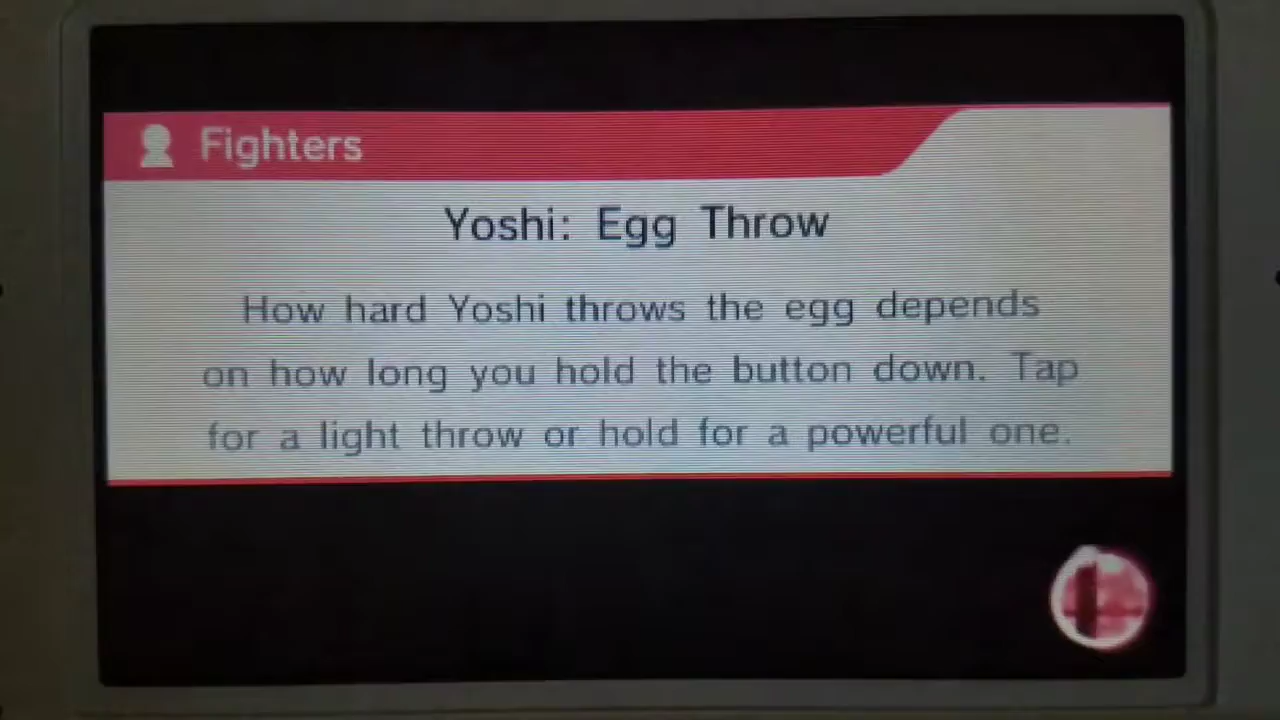 Fighters
Yoshi: Egg Throw
How hard Yoshi throws the egg depends
on how long you hold the button down. Tap
for a light throw or hold for a powerful one.